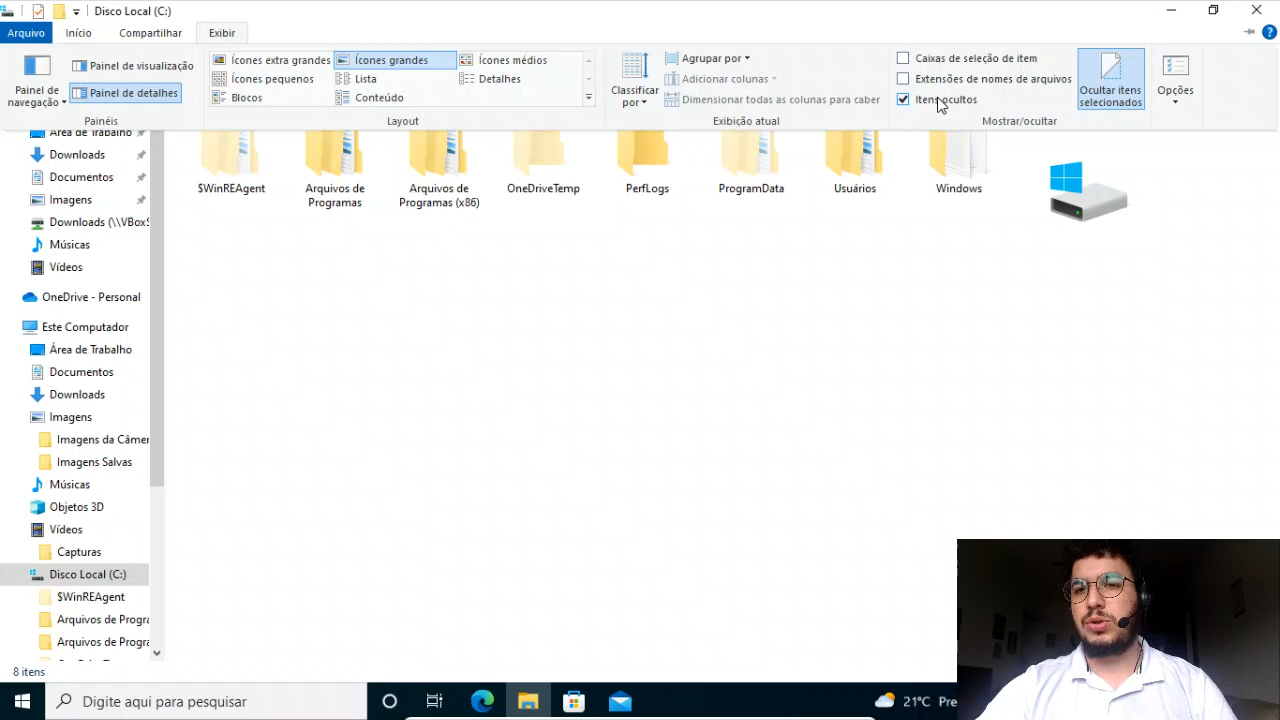 Disco Local (C:)
Arquivo
Início
Compartilhar
Exibir
Painel de navegação
Painel de visualização
Painel de detalhes
Painéis
Ícones extra grandes
Ícones grandes
Ícones médios
Ícones pequenos
Lista
Detalhes
Blocos
Conteúdo
Layout
Classificar por
Agrupar por
Adicionar colunas
Dimensionar todas as colunas para caber
Exibição atual
Caixas de seleção de item
Extensões de nomes de arquivos
Itens ocultos
Ocultar itens selecionados
Mostrar/ocultar
Opções
Área de Trabalho
Downloads
Documentos
Imagens
Downloads (\\VBoxS
Músicas
Vídeos
OneDrive - Personal
Este Computador
Área de Trabalho
Documentos
Downloads
Imagens
Imagens da Câmer
Imagens Salvas
Músicas
Objetos 3D
Vídeos
Capturas
Disco Local (C:)
$WinREAgent
Arquivos de Progra
Arquivos de Progra
$WinREAgent
Arquivos de Programas
Arquivos de Programas (x86)
OneDriveTemp
PerfLogs
ProgramData
Usuários
Windows
8 itens
Digite aqui para pesquisar
21°C Pre